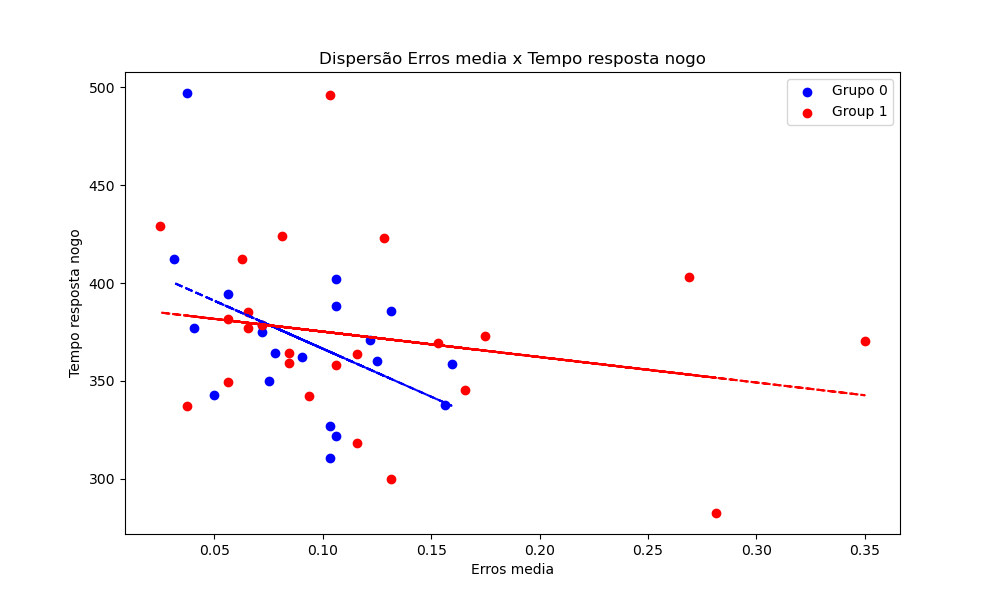 Dispersão Erros media x Tempo resposta nogo
500
450
400
350
300
Tempo resposta nogo
Grupo 0
Group 1
0.05 0.10 0.15 0.20 0.25 0.30 0.35
Erros media